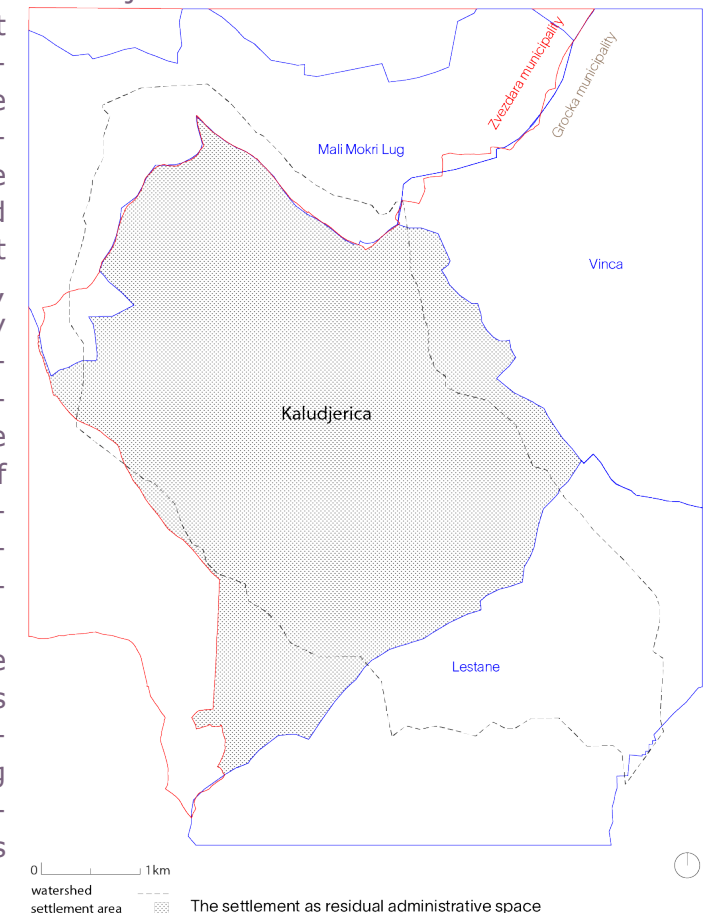 Zvezdara municipality
Grocka municipality
Mali Mokri Lug
Vinca
Kaludjerica
Lestane
0 1km
watershed
settlement area
The settlement as residual administrative space